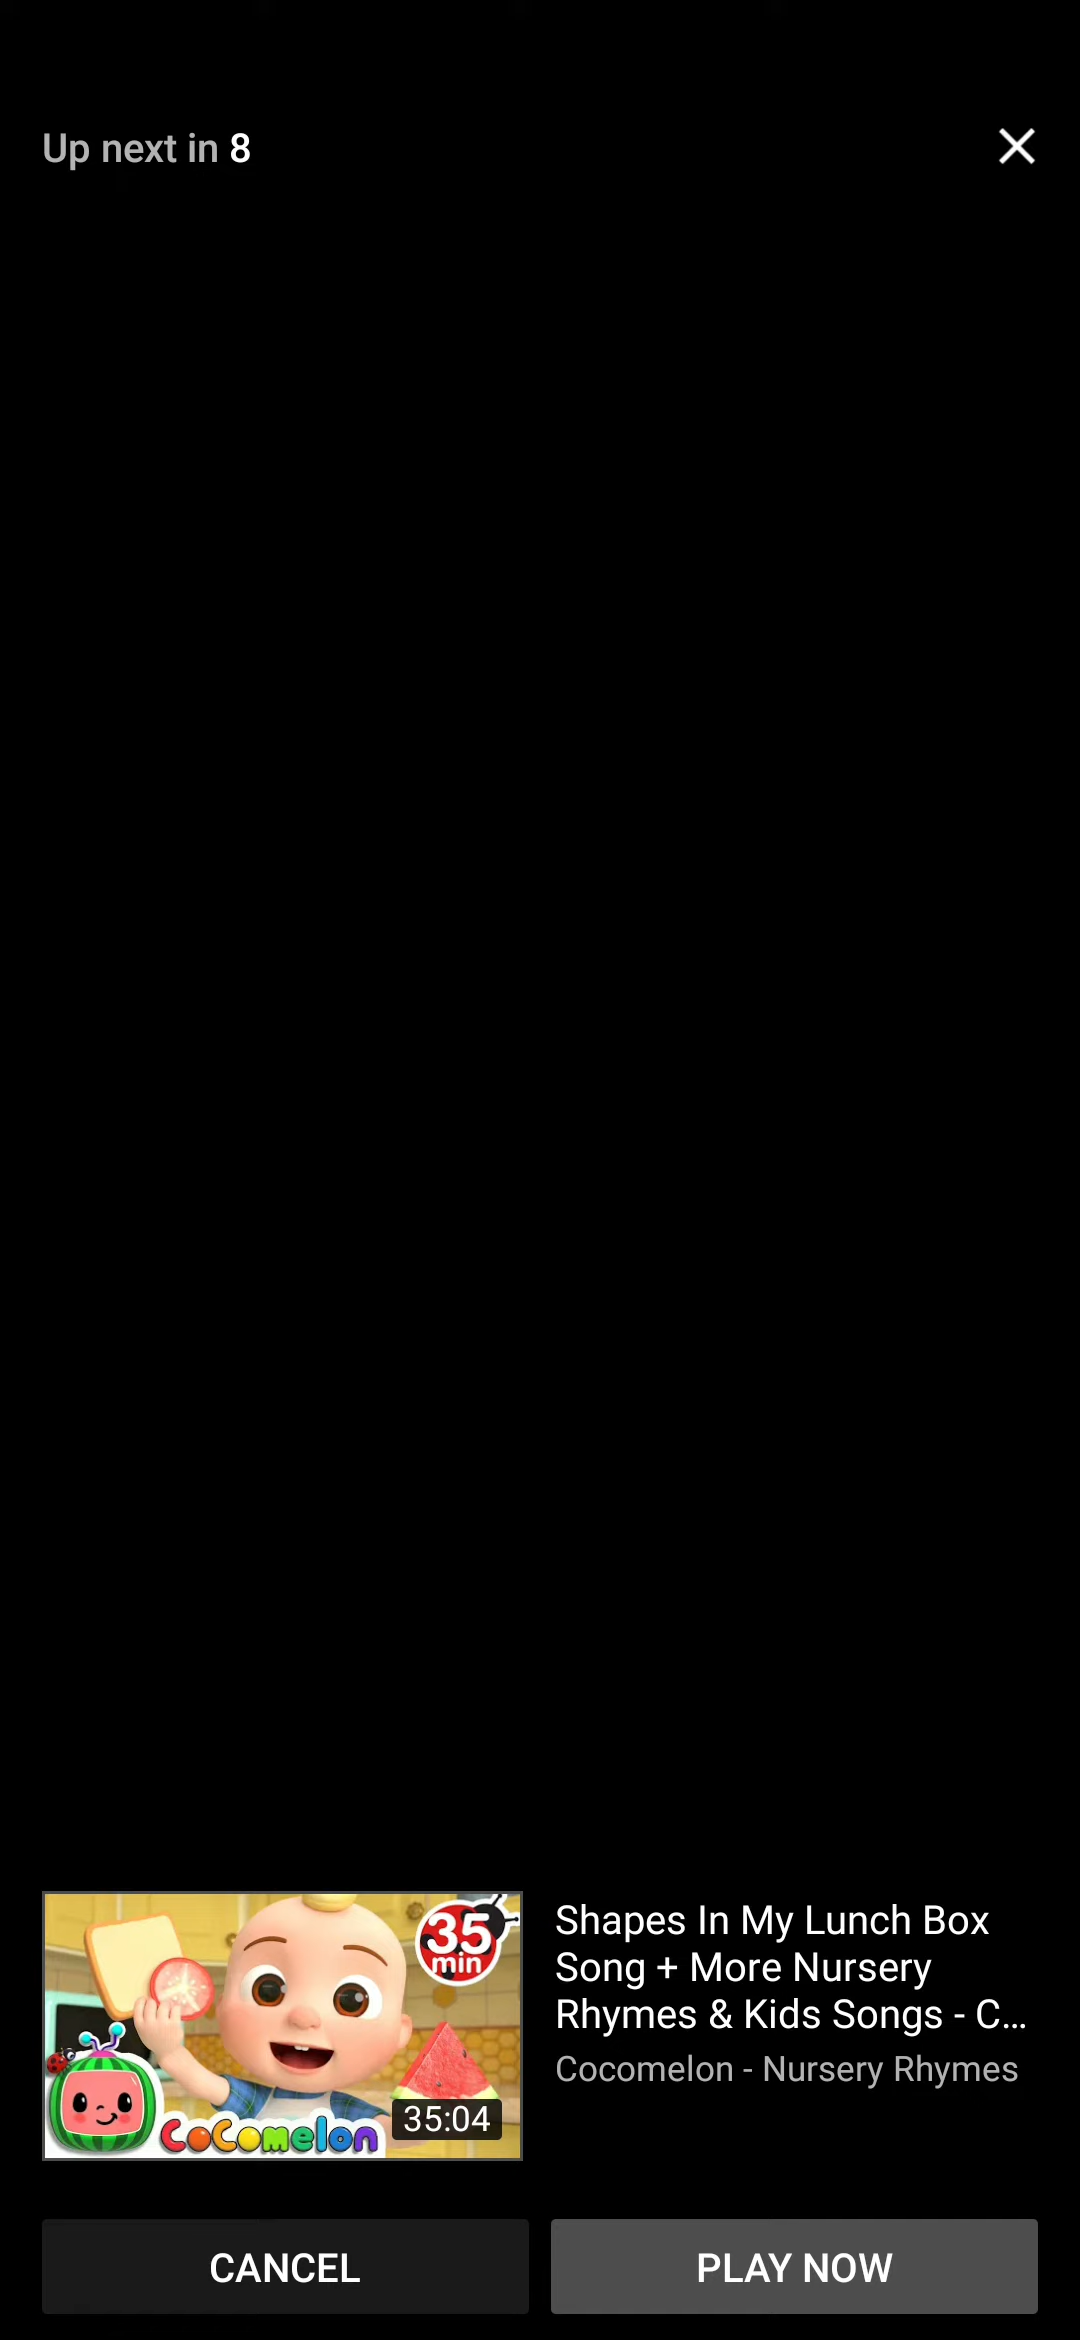 Up next in 8
35
min
CoComelon
35:04
Shapes In My Lunch Box
Song + More Nursery
Rhymes & Kids Songs - C...
Cocomelon - Nursery Rhymes
CANCEL
PLAY NOW